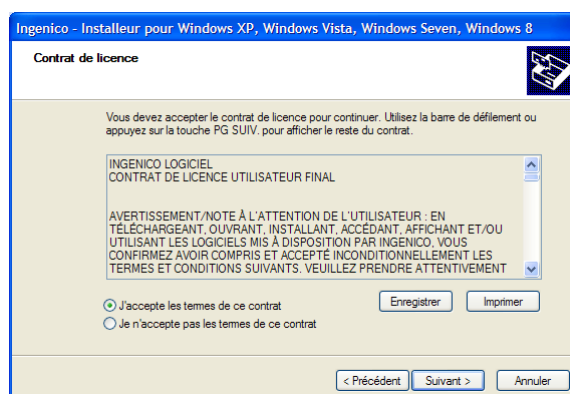 Ingenico - Installeur pour Windows XP, Windows Vista, Windows Seven, Windows 8
Contrat de licence
Vous devez accepter le contrat de licence pour continuer. Utilisez la barre de défilement ou
appuyez sur la touche PG SUIV. pour afficher le reste du contrat.
INGENICO LOGICIEL
CONTRAT DE LICENCE UTILISATEUR FINAL
AVERTISSEMENT/NOTE À L'ATTENTION DE L'UTILISATEUR : EN
TÉLÉCHARGEANT, OUVRANT, INSTALLANT, ACCÉDANT, AFFICHANT ET/OU
UTILISANT LES LOGICIELS MIS À DISPOSITION PAR INGENICO, VOUS
CONFIRMEZ AVOIR COMPRIS ET ACCEPTÉ INCONDITIONNELLEMENT LES
TERMES ET CONDITIONS SUIVANTS. VEUILLEZ PRENDRE ATTENTIVEMENT
J'accepte les termes de ce contrat
Je n'accepte pas les termes de ce contrat
Enregistrer Imprimer
< Précédent Suivant > Annuler